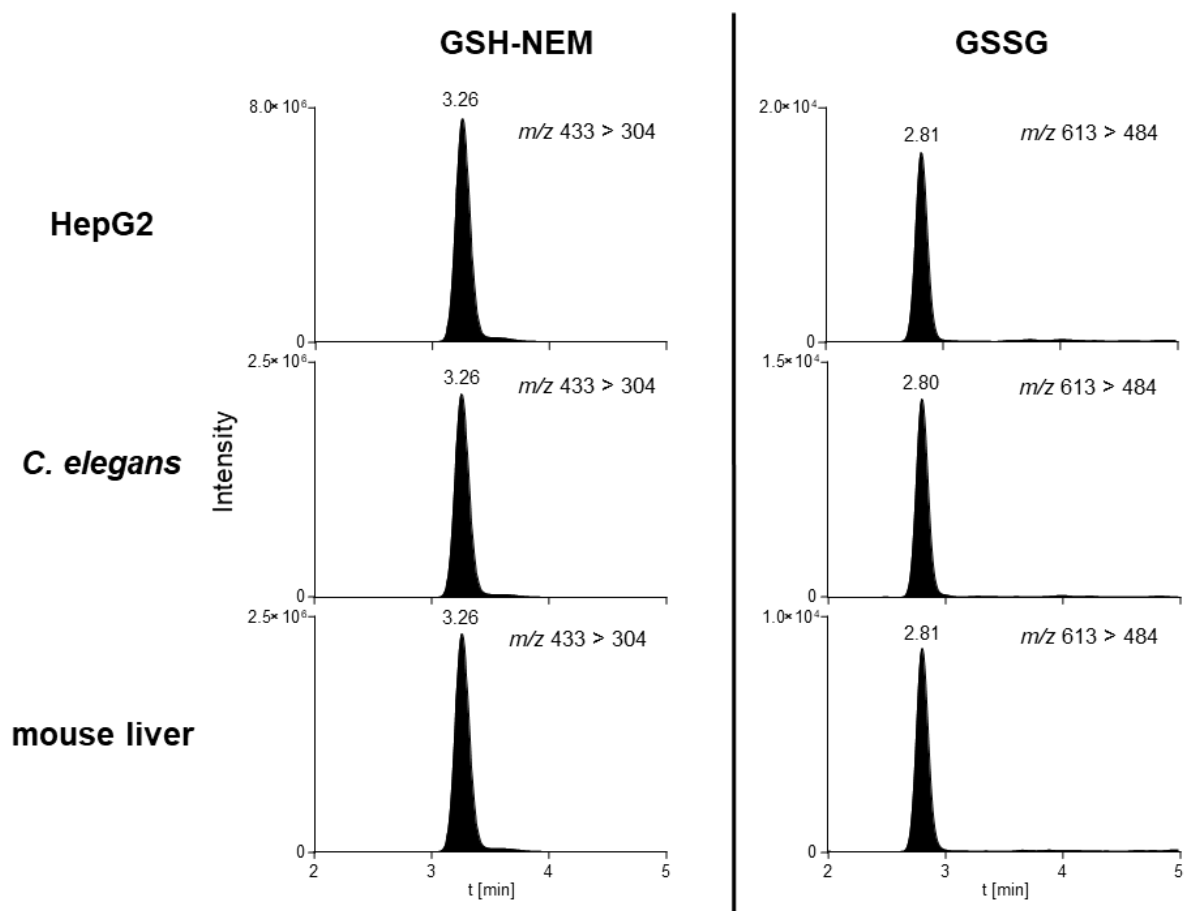 GSH-NEM
GSSG
HepG2
8.0× 10⁶
3.26
m/z 433 > 304
0
2.0× 10⁴
2.81
m/z 613 > 484
0
C. elegans
Intensity
2.5× 10⁶
3.26
m/z 433 > 304
0
1.5× 10⁴
2.80
m/z 613 > 484
0
mouse liver
2.5× 10⁶
3.26
m/z 433 > 304
0
2 3 4 5
t [min]
1.0× 10⁴
2.81
m/z 613 > 484
0
2 3 4 5
t [min]